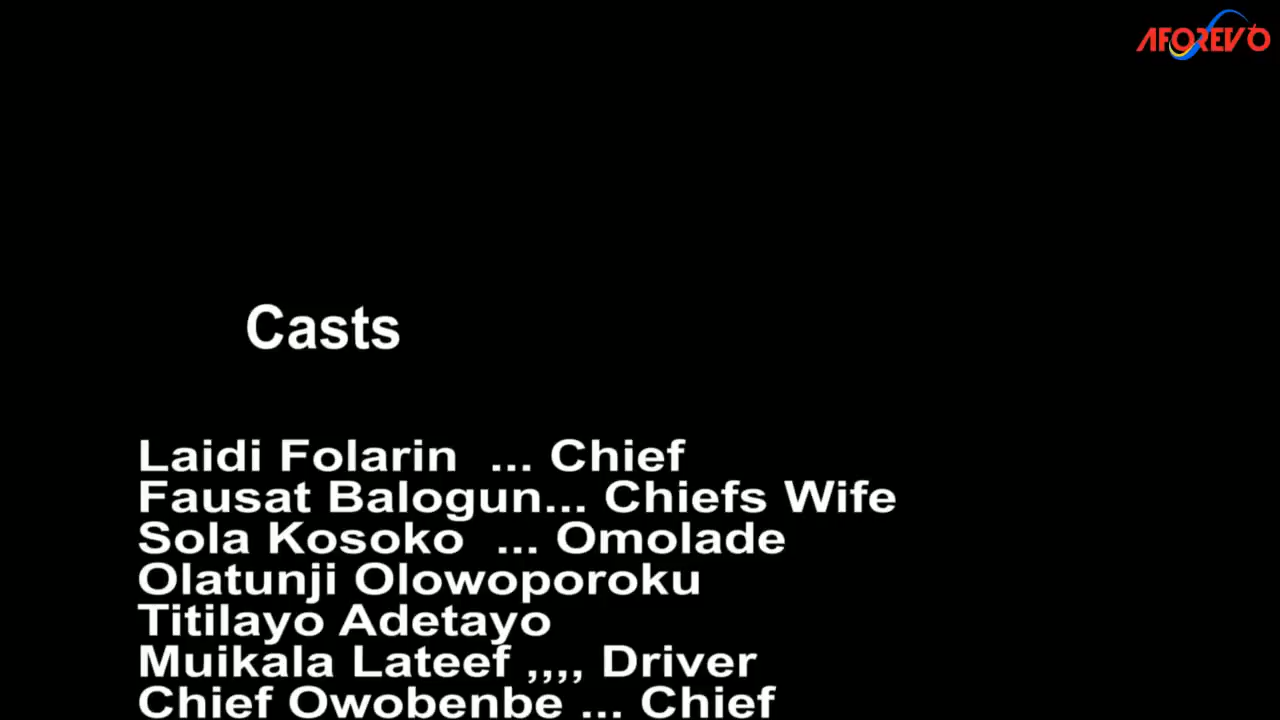 AFOREVO
Casts
Laidi Folarin ... Chief
Fausat Balogun... Chiefs Wife
Sola Kosoko ... Omolade
Olatunji Olowoporoku
Titilayo Adetayo
Muikala Lateef ,,,, Driver
Chief Owobenbe ... Chief